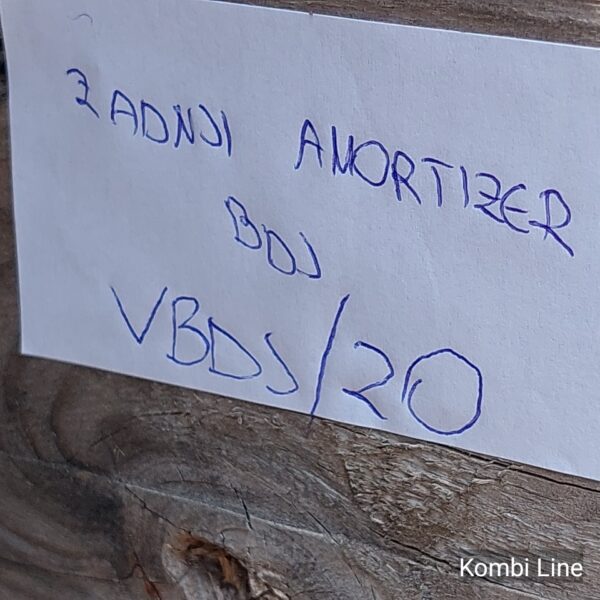 ZADNJI AMORTIZER
BDJ
VBDJ/20
Kombi Line